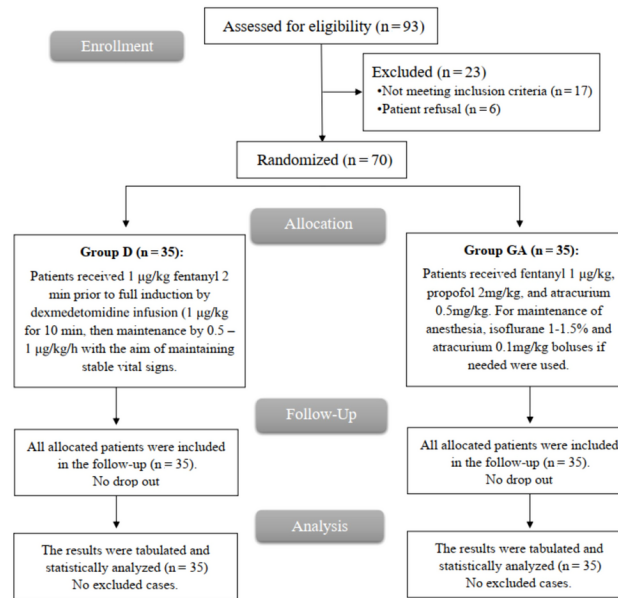 Assessed for eligibility (n = 93)
Enrollment
Excluded (n = 23)
•Not meeting inclusion criteria (n = 17)
•Patient refusal (n = 6)
Randomized (n = 70)
Allocation
Group D (n = 35):
Patients received 1 µg/kg fentanyl 2
min prior to full induction by
dexmedetomidine infusion (1 µg/kg
for 10 min, then maintenance by 0.5 –
1 µg/kg/h with the aim of maintaining
stable vital signs.
Group GA (n = 35):
Patients received fentanyl 1 µg/kg,
propofol 2mg/kg, and atracurium
0.5mg/kg. For maintenance of
anesthesia, isoflurane 1-1.5% and
atracurium 0.1mg/kg boluses if
needed were used.
Follow-Up
All allocated patients were included
in the follow-up (n = 35).
No drop out
All allocated patients were included
in the follow-up (n = 35).
No drop out
Analysis
The results were tabulated and
statistically analyzed (n = 35)
No excluded cases.
The results were tabulated and
statistically analyzed (n = 35)
No excluded cases.